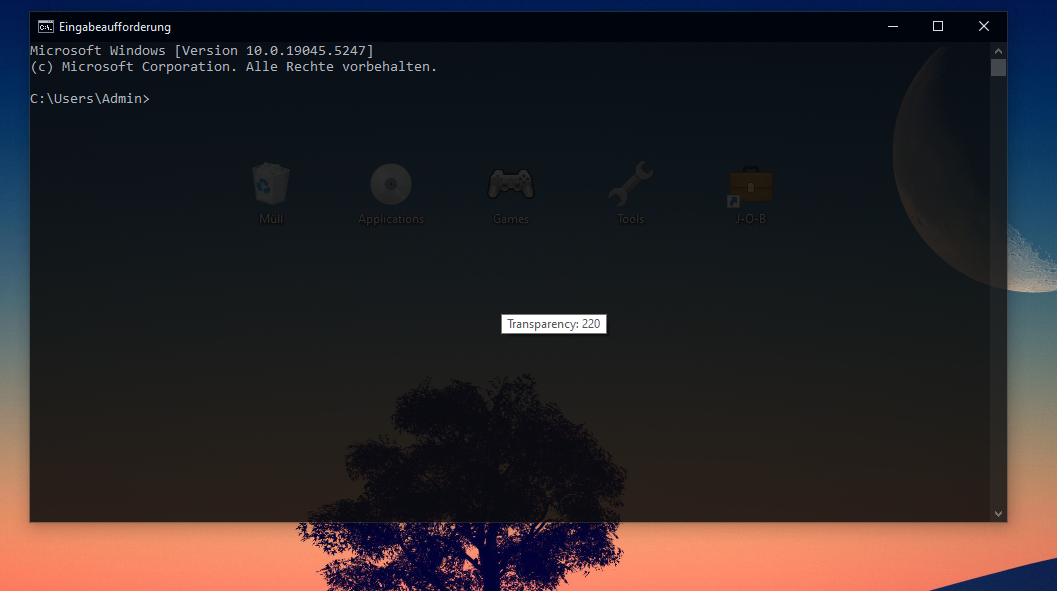 Eingabeaufforderung
Microsoft Windows [Version 10.0.19045.5247]
(c) Microsoft Corporation. Alle Rechte vorbehalten.
C:\Users\Admin>
Müll
Applications
Games
Tools
J-O-B
Transparency: 220